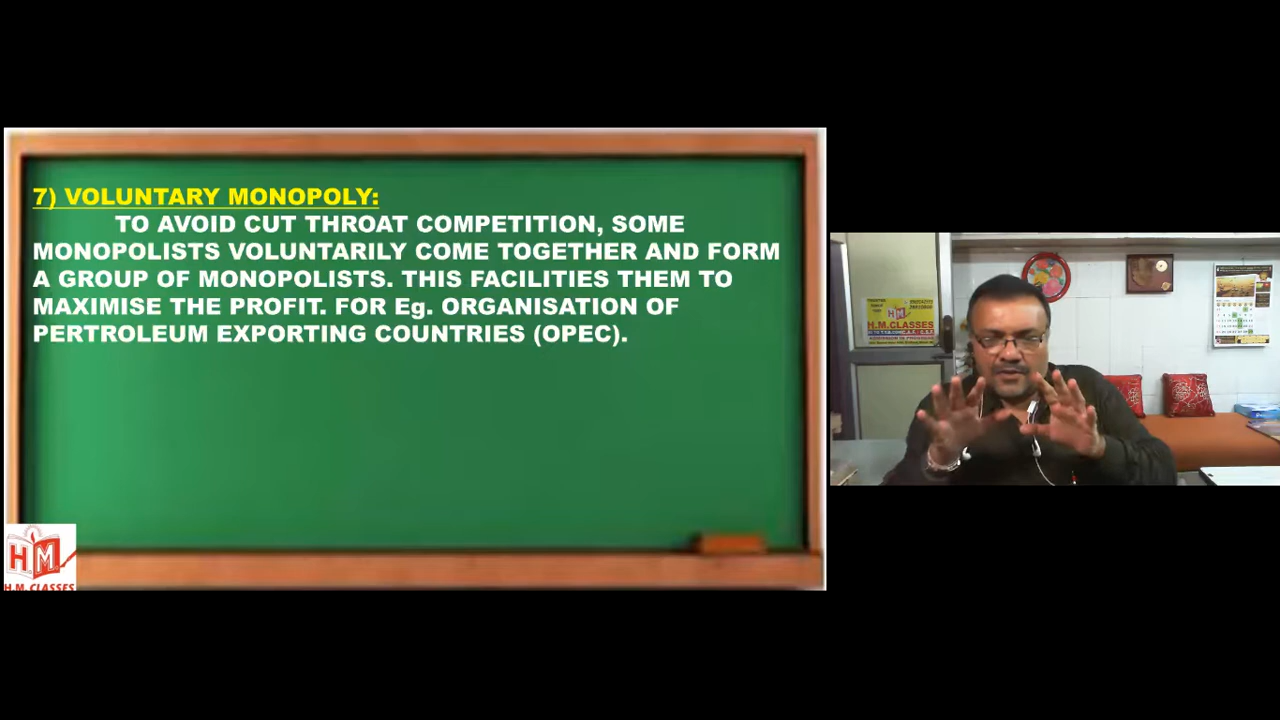 7) VOLUNTARY MONOPOLY:
TO AVOID CUT THROAT COMPETITION, SOME
MONOPOLISTS VOLUNTARILY COME TOGETHER AND FORM
A GROUP OF MONOPOLISTS. THIS FACILITIES THEM TO
MAXIMISE THE PROFIT. FOR Eg. ORGANISATION OF
PERTROLEUM EXPORTING COUNTRIES (OPEC).
H.M.
H.M.CLASSES
H.M.CLASSES